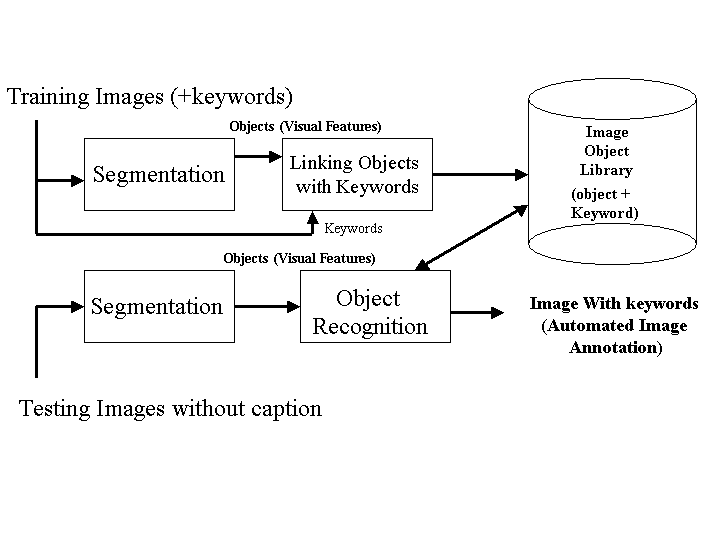 Training Images (+keywords)
Objects (Visual Features)
Segmentation
Linking Objects
with Keywords
Image
Object
Library
(object +
Keyword)
Keywords
Objects (Visual Features)
Segmentation
Object
Recognition
Image With keywords
(Automated Image
Annotation)
Testing Images without caption